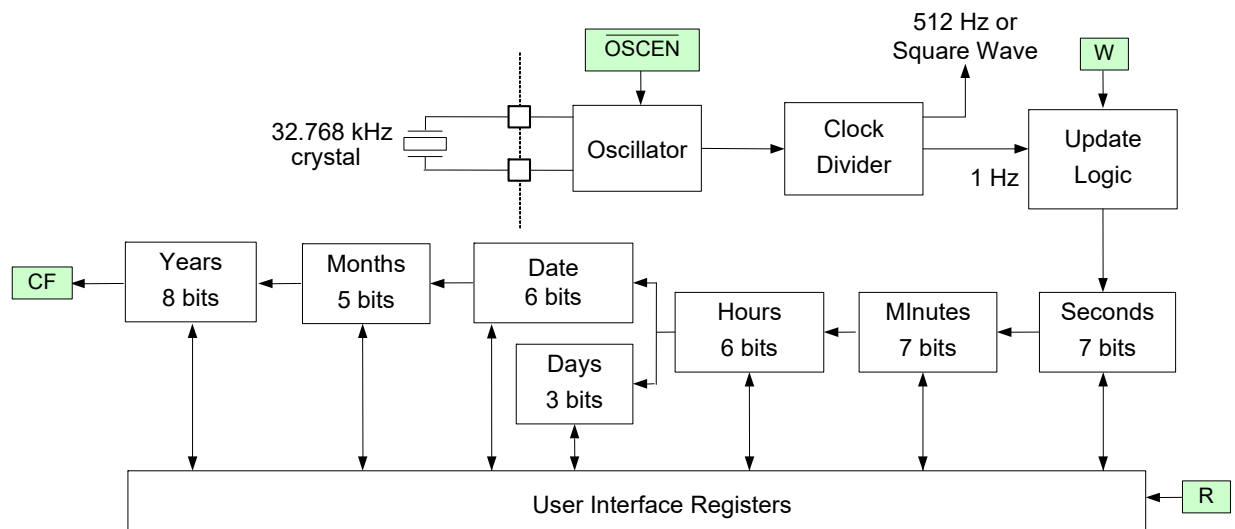 512 Hz or
Square Wave
O̅S̅C̅E̅N̅
W
32.768 kHz
crystal
Oscillator
Clock
Divider
1 Hz
Update
Logic
CF
Years
8 bits
Months
5 bits
Date
6 bits
Days
3 bits
Hours
6 bits
MInutes
7 bits
Seconds
7 bits
User Interface Registers
R